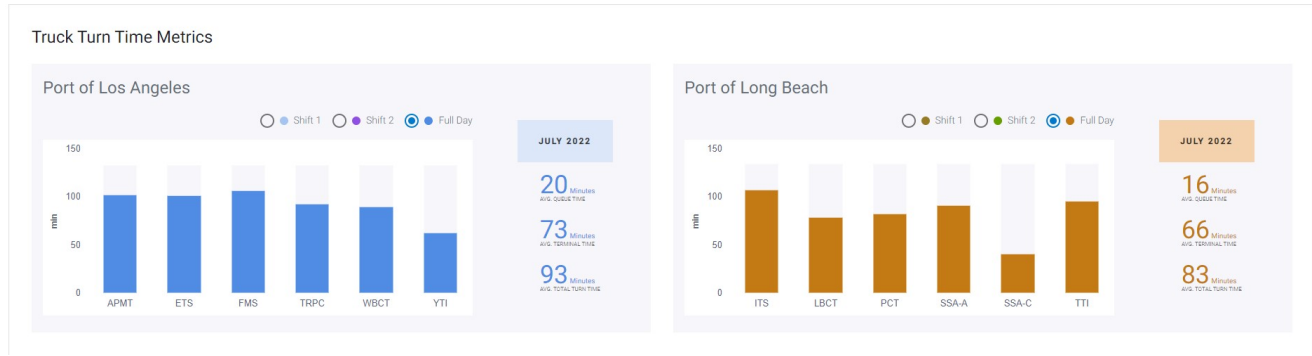 Truck Turn Time Metrics
Port of Los Angeles
Shift 1 Shift 2 Full Day
150
100
50
0
min
APMT ETS FMS TRPC WBCT YTI
JULY 2022
20 Minutes
AVG. QUEUE TIME
73 Minutes
AVG. TERMINAL TIME
93 Minutes
AVG. TOTAL TURN TIME
Port of Long Beach
Shift 1 Shift 2 Full Day
150
100
50
0
min
ITS LBCT PCT SSA-A SSA-C TTI
JULY 2022
16 Minutes
AVG. QUEUE TIME
66 Minutes
AVG. TERMINAL TIME
83 Minutes
AVG. TOTAL TURN TIME